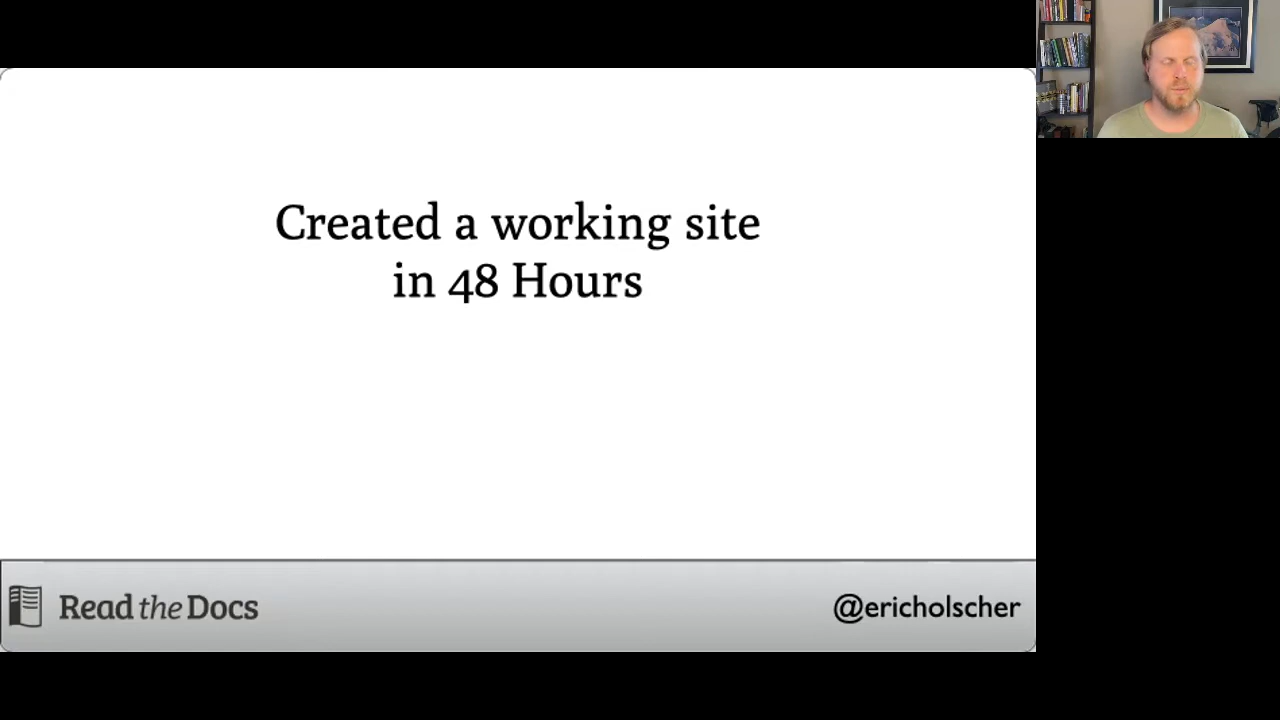 Created a working site
in 48 Hours
Read the Docs
@ericholscher